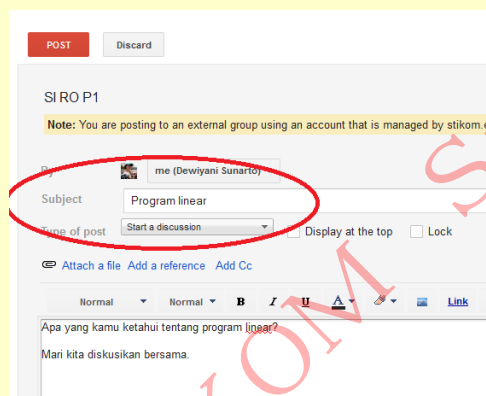 POST Discard
SI RO P1
Note: You are posting to an external group using an account that is managed by stikom.e
By me (Dewiyani Sunarto)
Subject Program linear
Type of post Start a discussion Display at the top Lock
Attach a file Add a reference Add Cc
Normal Normal B I U A Link
Apa yang kamu ketahui tentang program linear?
Mari kita diskusikan bersama.